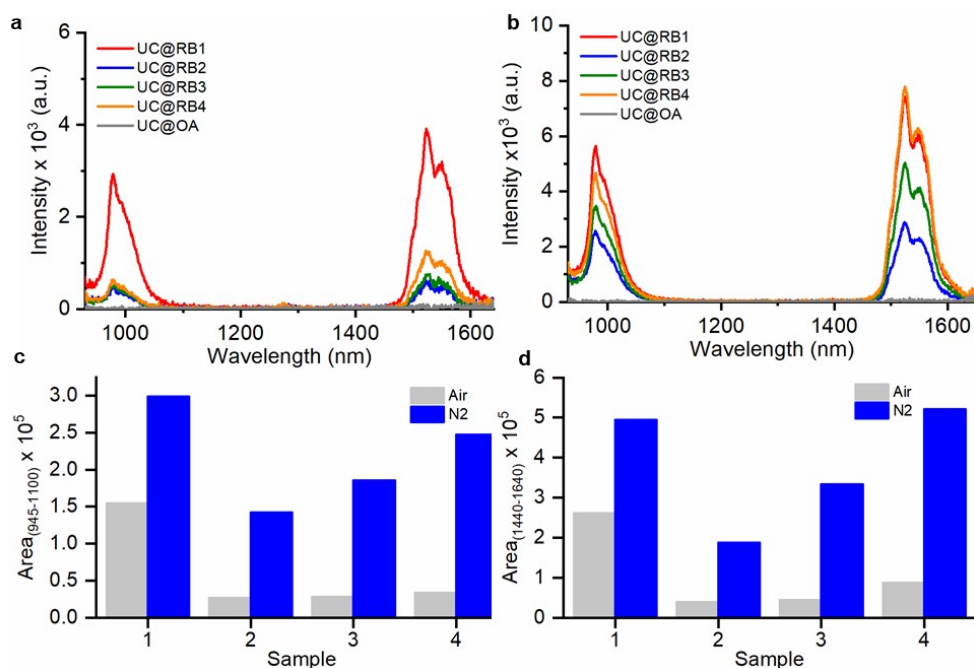 a
6
4
2
0
Intensity x 10³ (a.u.)
UC@RB1
UC@RB2
UC@RB3
UC@RB4
UC@OA
1000
1200
1400
1600
Wavelength (nm)
b
10
8
6
4
2
0
Intensity x10³ (a.u.)
UC@RB1
UC@RB2
UC@RB3
UC@RB4
UC@OA
1000
1200
1400
1600
Wavelength (nm)
c
3.0
2.5
2.0
1.5
1.0
0.5
0.0
Area(945-1100) x 10⁵
Air
N2
1
2
3
4
Sample
d
6
5
4
3
2
1
0
Area(1440-1640) x 10⁵
Air
N2
1
2
3
4
Sample